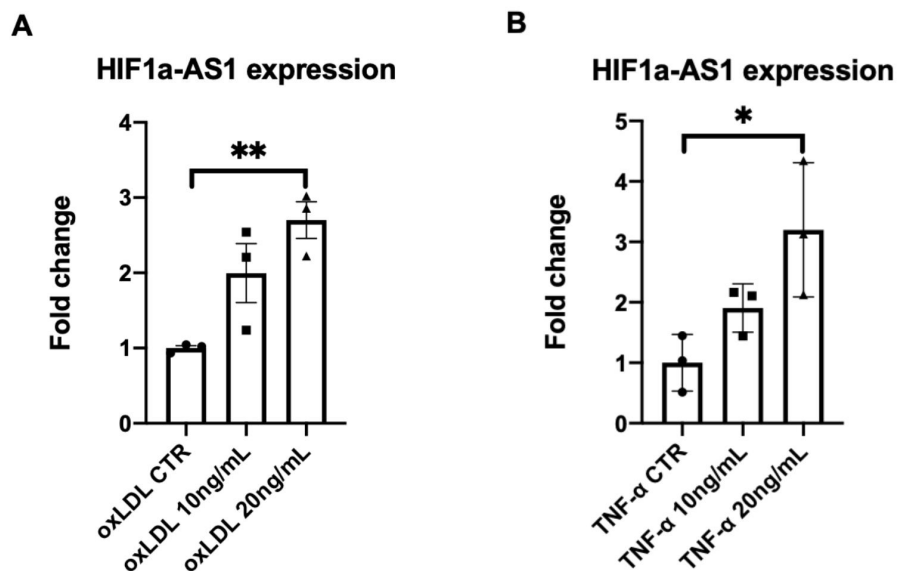 A
HIF1a-AS1 expression
Fold change
4
3
2
1
0
**
oxLDL CTR
oxLDL 10ng/mL
oxLDL 20ng/mL
B
HIF1a-AS1 expression
Fold change
5
4
3
2
1
0
*
TNF-α CTR
TNF-α 10ng/mL
TNF-α 20ng/mL